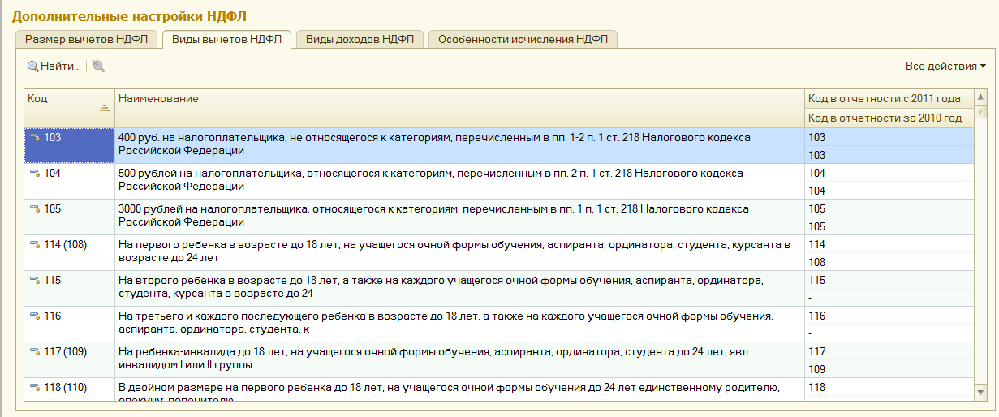 Дополнительные настройки НДФЛ
Размер вычетов НДФЛ
Виды вычетов НДФЛ
Виды доходов НДФЛ
Особенности исчисления НДФЛ
Найти...
Все действия
Код
Наименование
Код в отчетности с 2011 года
Код в отчетности за 2010 год
103
400 руб. на налогоплательщика, не относящегося к категориям, перечисленным в пп. 1-2 п. 1 ст. 218 Налогового кодекса
Российской Федерации
103
103
104
500 рублей на налогоплательщика, относящегося к категориям, перечисленным в пп. 2 п. 1 ст. 218 Налогового кодекса
Российской Федерации
104
104
105
3000 рублей на налогоплательщика, относящегося к категориям, перечисленным в пп. 1 п. 1 ст. 218 Налогового кодекса
Российской Федерации
105
105
114 (108)
На первого ребенка в возрасте до 18 лет, на учащегося очной формы обучения, аспиранта, ординатора, студента, курсанта в
возрасте до 24 лет
114
108
115
На второго ребенка в возрасте до 18 лет, а также на каждого учащегося очной формы обучения, аспиранта, ординатора,
студента, курсанта в возрасте до 24
115
-
116
На третьего и каждого последующего ребенка в возрасте до 18 лет, а также на каждого учащегося очной формы обучения,
аспиранта, ординатора, студента, к
116
-
117 (109)
На ребенка-инвалида до 18 лет, на учащегося очной формы обучения, аспиранта, ординатора, студента до 24 лет, явл.
инвалидом I или II группы
117
109
118 (110)
В двойном размере на первого ребенка до 18 лет, на учащегося очной формы обучения до 24 лет единственному родителю,
опекуну, попечителю
118